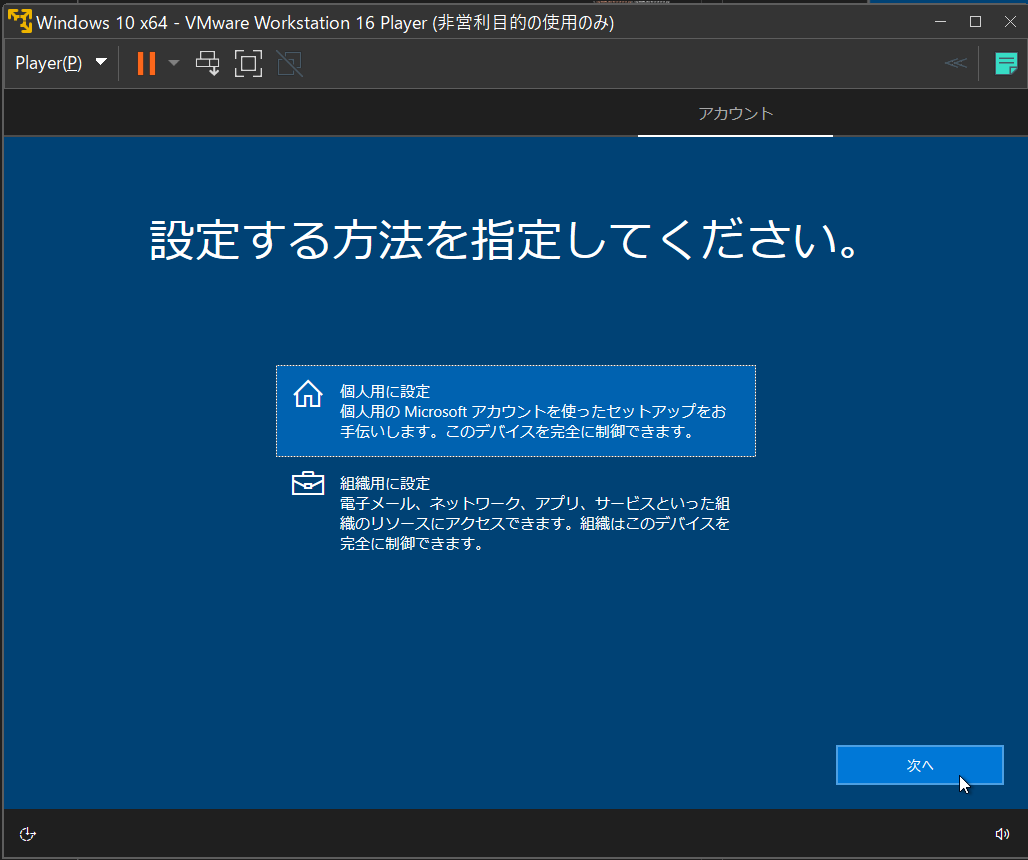 Windows 10 x64 - VMware Workstation 16 Player (非営利目的の使用のみ)
Player(P)
アカウント
設定する方法を指定してください。
個人用に設定
個人用の Microsoft アカウントを使ったセットアップをお
手伝いします。このデバイスを完全に制御できます。
組織用に設定
電子メール、ネットワーク、アプリ、サービスといった組
織のリソースにアクセスできます。組織はこのデバイスを
完全に制御できます。
次へ